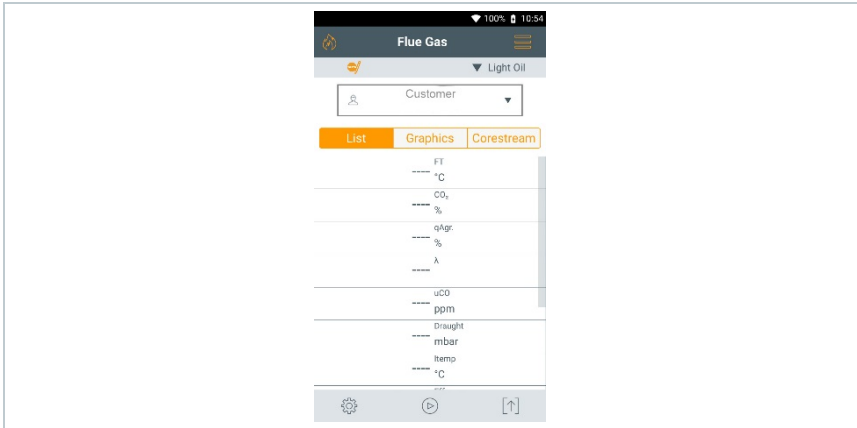 100% 10:54
Flue Gas
Light Oil
Customer
List Graphics Corestream
FT
---- °C
CO₂
---- %
qAgr.
---- %
λ
----
uCO
---- ppm
Draught
---- mbar
Itemp
---- °C